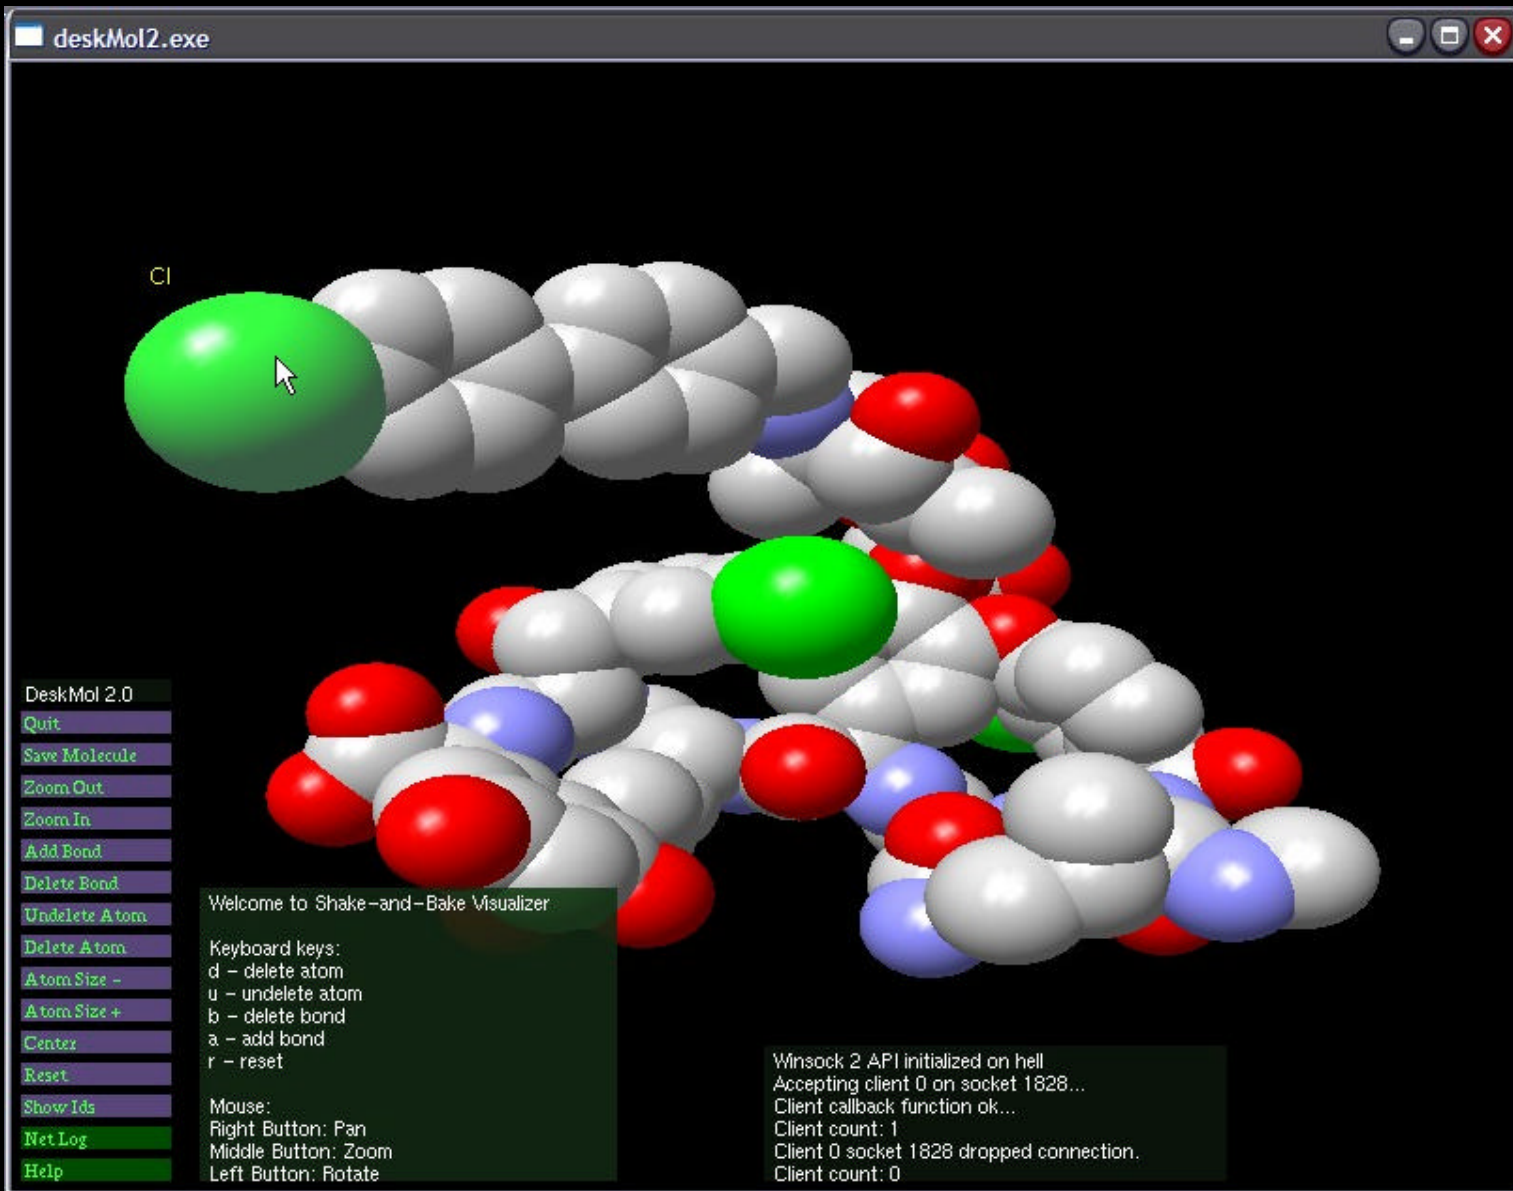 deskMol2.exe
Cl
DeskMol 2.0
Quit
Save Molecule
Zoom Out
Zoom In
Add Bond
Delete Bond
Undelete Atom
Delete Atom
Atom Size -
Atom Size +
Center
Reset
Show Ids
Net Log
Help
Welcome to Shake-and-Bake Visualizer
Keyboard keys:
d - delete atom
u - undelete atom
b - delete bond
a - add bond
r - reset
Mouse:
Right Button: Pan
Middle Button: Zoom
Left Button: Rotate
Winsock 2 API initialized on hell
Accepting client 0 on socket 1828...
Client callback function ok...
Client count: 1
Client 0 socket 1828 dropped connection.
Client count: 0